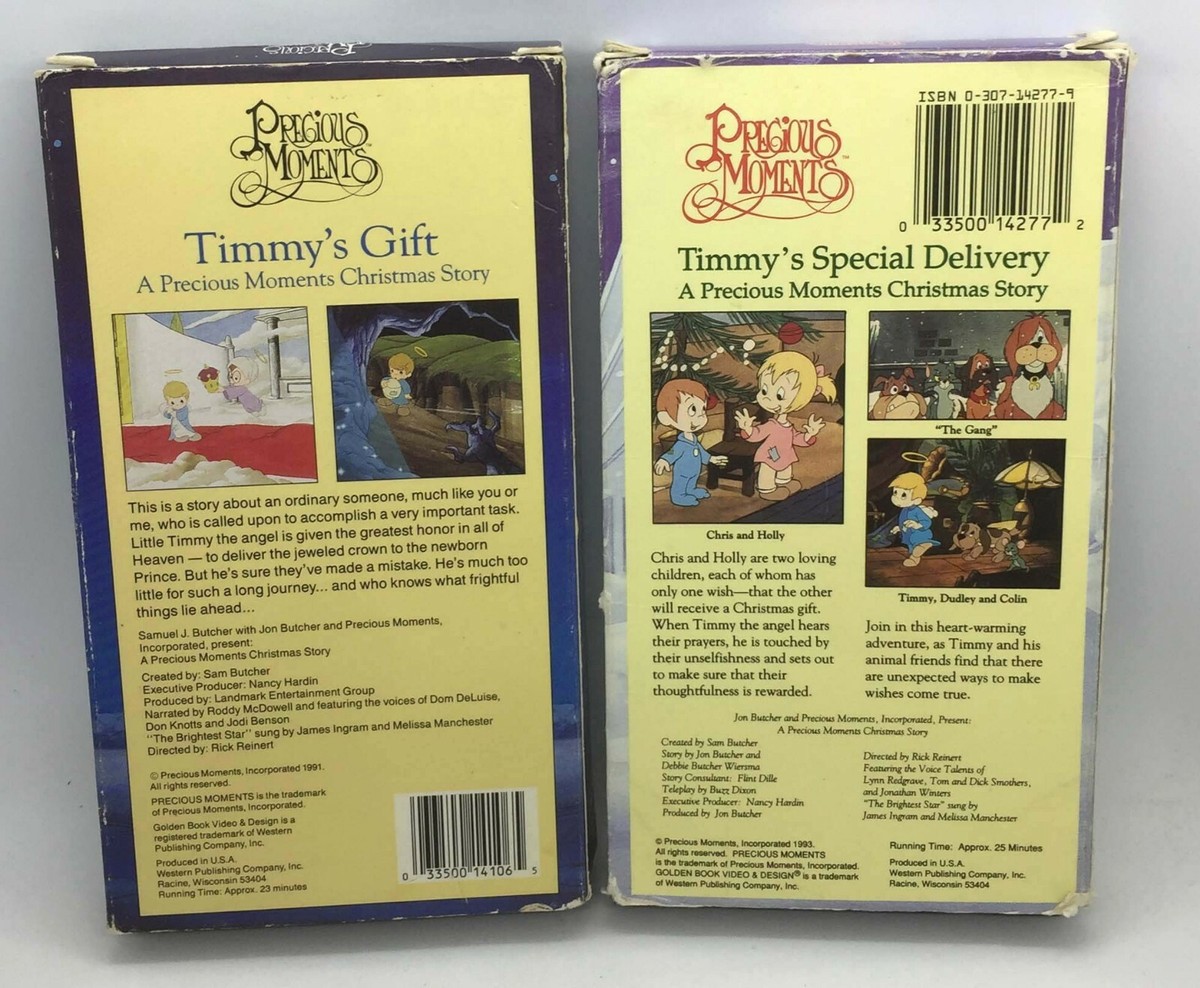 PRECIOUS
MOMENTS™
Timmy's Gift
A Precious Moments Christmas Story
This is a story about an ordinary someone, much like you or
me, who is called upon to accomplish a very important task.
Little Timmy the angel is given the greatest honor in all of
Heaven — to deliver the jeweled crown to the newborn
Prince. But he's sure they've made a mistake. He's much too
little for such a long journey... and who knows what frightful
things lie ahead...
Samuel J. Butcher with Jon Butcher and Precious Moments,
Incorporated, present:
A Precious Moments Christmas Story
Created by: Sam Butcher
Executive Producer: Nancy Hardin
Produced by: Landmark Entertainment Group
Narrated by Roddy McDowell and featuring the voices of Dom DeLuise,
Don Knotts and Jodi Benson
"The Brightest Star" sung by James Ingram and Melissa Manchester
Directed by: Rick Reinert
© Precious Moments, Incorporated 1991.
All rights reserved.
PRECIOUS MOMENTS is the trademark
of Precious Moments, Incorporated.
Golden Book Video & Design is a
registered trademark of Western
Publishing Company, Inc.
Produced in U.S.A.
Western Publishing Company, Inc.
Racine, Wisconsin 53404
Running Time: Approx. 23 minutes
0 33500 14106 5
PRECIOUS
PRECIOUS
MOMENTS™
ISBN 0-307-14277-9
0 33500 14277 2
Timmy's Special Delivery
A Precious Moments Christmas Story
Chris and Holly
Chris and Holly are two loving
children, each of whom has
only one wish—that the other
will receive a Christmas gift.
When Timmy the angel hears
their prayers, he is touched by
their unselfishness and sets out
to make sure that their
thoughtfulness is rewarded.
"The Gang"
Timmy, Dudley and Colin
Join in this heart-warming
adventure, as Timmy and his
animal friends find that there
are unexpected ways to make
wishes come true.
Jon Butcher and Precious Moments, Incorporated, Present:
A Precious Moments Christmas Story
Created by Sam Butcher
Story by Jon Butcher and
Debbie Butcher Wiersma
Story Consultant: Flint Dille
Teleplay by Buzz Dixon
Executive Producer: Nancy Hardin
Produced by Jon Butcher
Directed by Rick Reinert
Featuring the Voice Talents of
Lynn Redgrave, Tom and Dick Smothers,
and Jonathan Winters
"The Brightest Star" sung by
James Ingram and Melissa Manchester
© Precious Moments, Incorporated 1993.
All rights reserved. PRECIOUS MOMENTS
is the trademark of Precious Moments, Incorporated.
GOLDEN BOOK VIDEO & DESIGN® is a trademark
of Western Publishing Company, Inc.
Running Time: Approx. 25 Minutes
Produced in U.S.A.
Western Publishing Company, Inc.
Racine, Wisconsin 53404